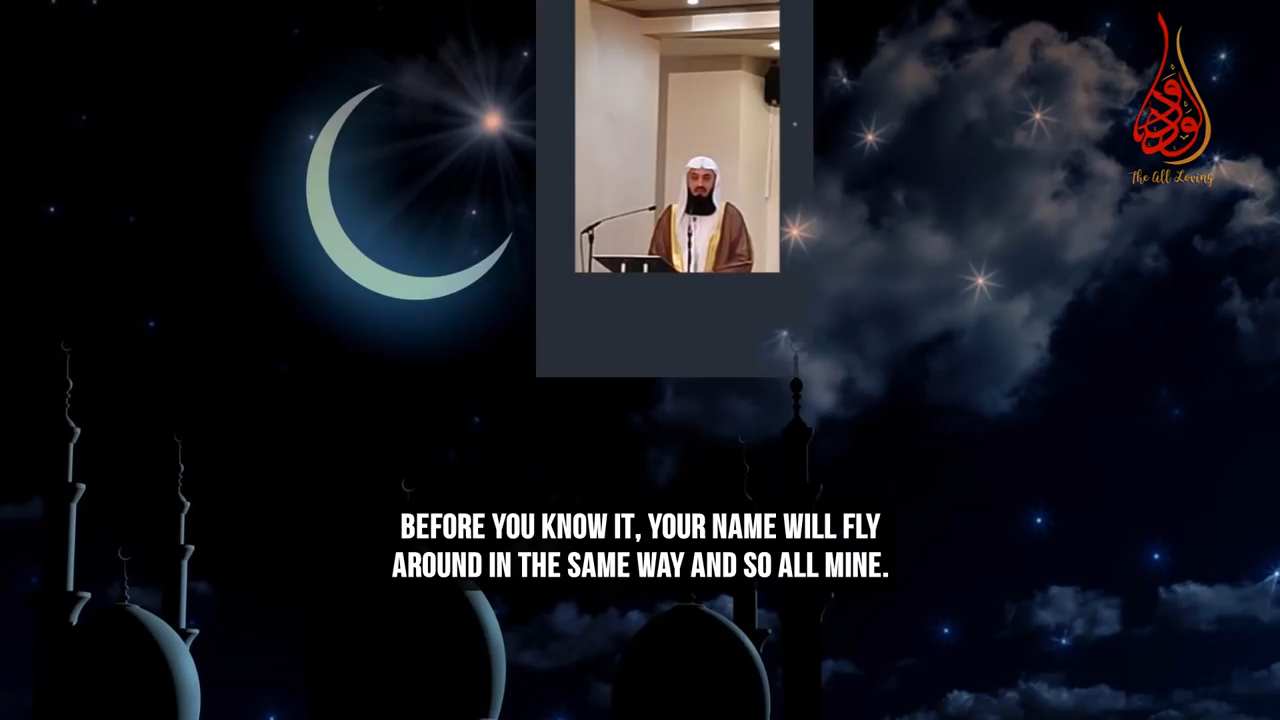 الودود
The All Loving
BEFORE YOU KNOW IT, YOUR NAME WILL FLY
AROUND IN THE SAME WAY AND SO ALL MINE.